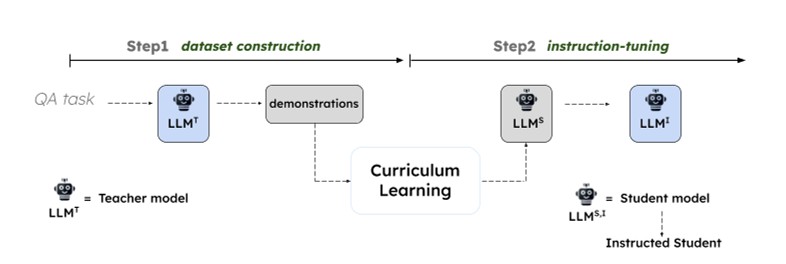 Step1 dataset construction
Step2 instruction-tuning
QA task
LLMᵀ
demonstrations
LLMˢ
LLMᴵ
Curriculum
Learning
LLMᵀ = Teacher model
LLMˢ,ᴵ = Student model
Instructed Student